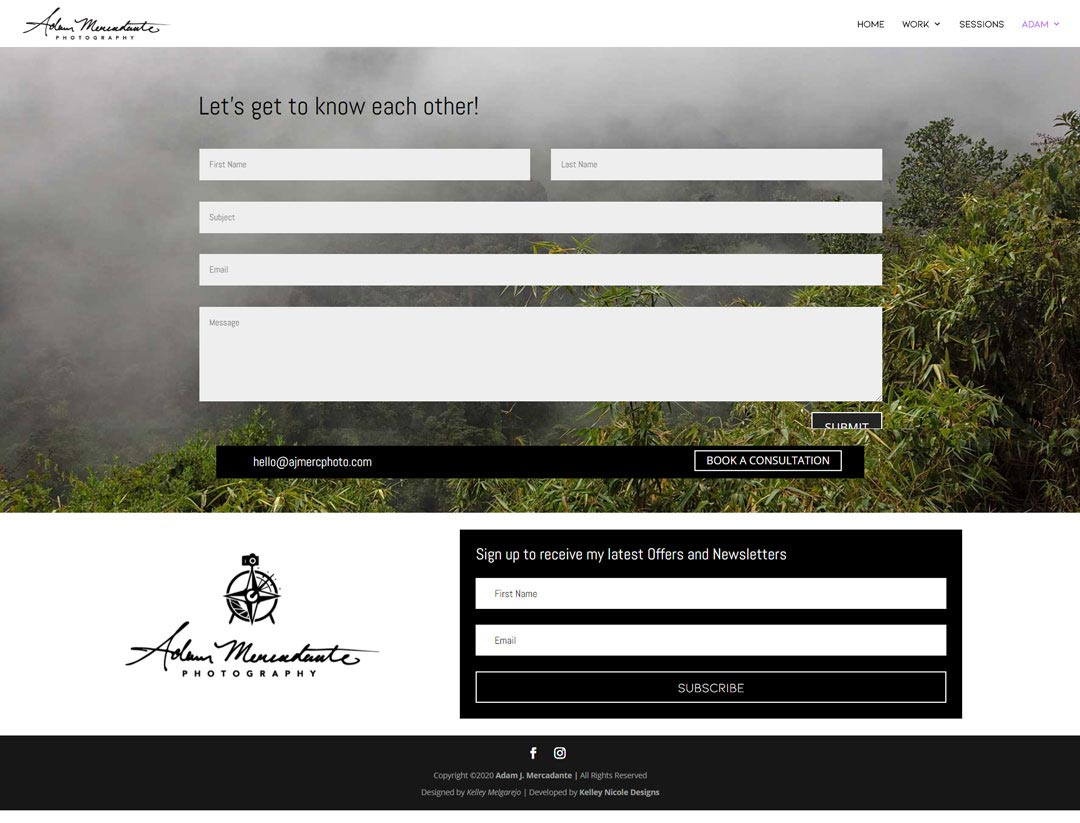 Adam Mercadante
PHOTOGRAPHY
HOME WORK SESSIONS ADAM
Let's get to know each other!
First Name Last Name
Subject
Email
Message
SUBMIT
hello@ajmercphoto.com BOOK A CONSULTATION
Adam Mercadante
PHOTOGRAPHY
Sign up to receive my latest Offers and Newsletters
First Name
Email
SUBSCRIBE
Copyright ©2020 Adam J. Mercadante | All Rights Reserved
Designed by Kelley Melgarejo | Developed by Kelley Nicole Designs